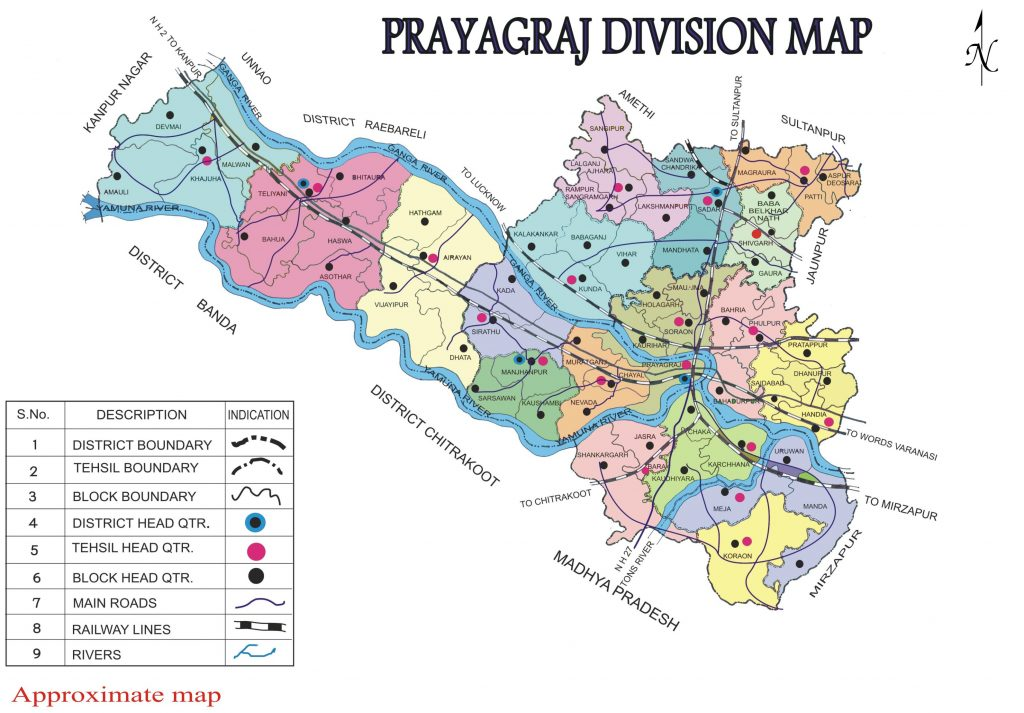 PRAYAGRAJ DIVISION MAP
N
N H 2 TO KANPUR
KANPUR NAGAR
UNNAO
GANGA RIVER
DISTRICT RAEBARELI
GANGA RIVER
TO LUCKNOW
AMETHI
TO SULTANPUR
SULTANPUR
JAUNPUR
DEVMAI
MALWAN
KHAJUHA
AMAULI
YAMUNA RIVER
TELIYANI
BHITAURA
BAHUA
HASWA
ASOTHAR
HATHGAM
AIRAYAN
VIJAYIPUR
DHATA
DISTRICT BANDA
SANGIPUR
LALGANJ
AJHARA
RAMPUR
SANGRAMGARH
LAKSHMANPUR
SANDWA
CHANDRIKA
SADAR
MAGRAURA
ASPUR
DEOSARA
PATTI
BABA
BELKHAR
NATH
SHIVGARH
GAURA
MANDHATA
KALAKANKAR
BABAGANJ
VIHAR
KUNDA
GANGA RIVER
KADA
SIRATHU
MANJHANPUR
SARSAWAN
KAUSHAMBI
MURATGANJ
CHAYAL
NEVADA
YAMUNA RIVER
YAMUNA RIVER
DISTRICT CHITRAKOOT
HOLAGARH
SORAON
KAURIHAR
PRAYAGRAJ
BAHRIA
PHULPUR
PRATAPPUR
DHANUPUR
SAIDABAD
HANDIA
BAHADURPUR
CHAKA
KARCHHANA
KAUDHIYARA
JASRA
SHANKARGARH
BARA
URUWAN
MEJA
MANDA
KORAON
TO WORDS VARANASI
TO MIRZAPUR
MIRZAPUR
TO CHITRAKOOT
N H 27
TONS RIVER
MADHYA PRADESH
S.No. DESCRIPTION INDICATION
1 DISTRICT BOUNDARY
2 TEHSIL BOUNDARY
3 BLOCK BOUNDARY
4 DISTRICT HEAD QTR.
5 TEHSIL HEAD QTR.
6 BLOCK HEAD QTR.
7 MAIN ROADS
8 RAILWAY LINES
9 RIVERS
Approximate map